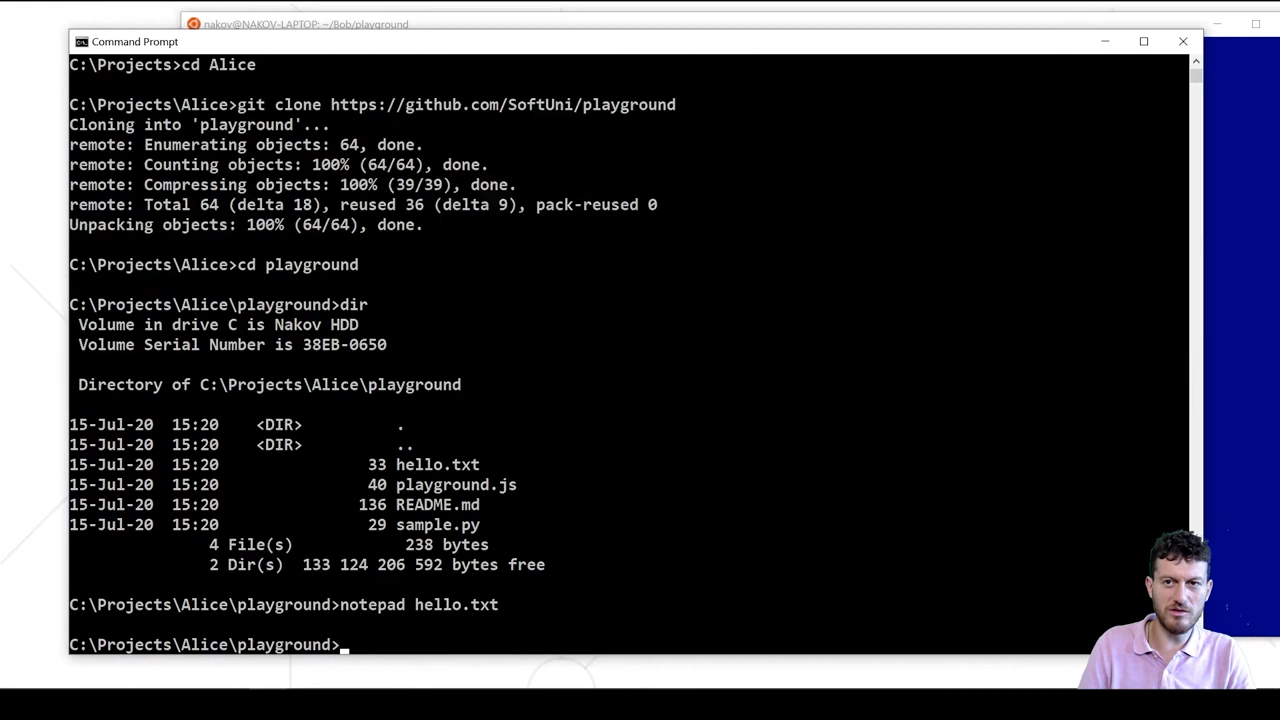 nakov@NAKOV-LAPTOP: ~/Bob/playground
Command Prompt
C:\Projects>cd Alice
C:\Projects\Alice>git clone https://github.com/SoftUni/playground
Cloning into 'playground'...
remote: Enumerating objects: 64, done.
remote: Counting objects: 100% (64/64), done.
remote: Compressing objects: 100% (39/39), done.
remote: Total 64 (delta 18), reused 36 (delta 9), pack-reused 0
Unpacking objects: 100% (64/64), done.
C:\Projects\Alice>cd playground
C:\Projects\Alice\playground>dir
Volume in drive C is Nakov HDD
Volume Serial Number is 38EB-0650
Directory of C:\Projects\Alice\playground
15-Jul-20  15:20    <DIR>          .
15-Jul-20  15:20    <DIR>          ..
15-Jul-20  15:20                33 hello.txt
15-Jul-20  15:20                40 playground.js
15-Jul-20  15:20               136 README.md
15-Jul-20  15:20                29 sample.py
4 File(s)            238 bytes
2 Dir(s)  133 124 206 592 bytes free
C:\Projects\Alice\playground>notepad hello.txt
C:\Projects\Alice\playground>